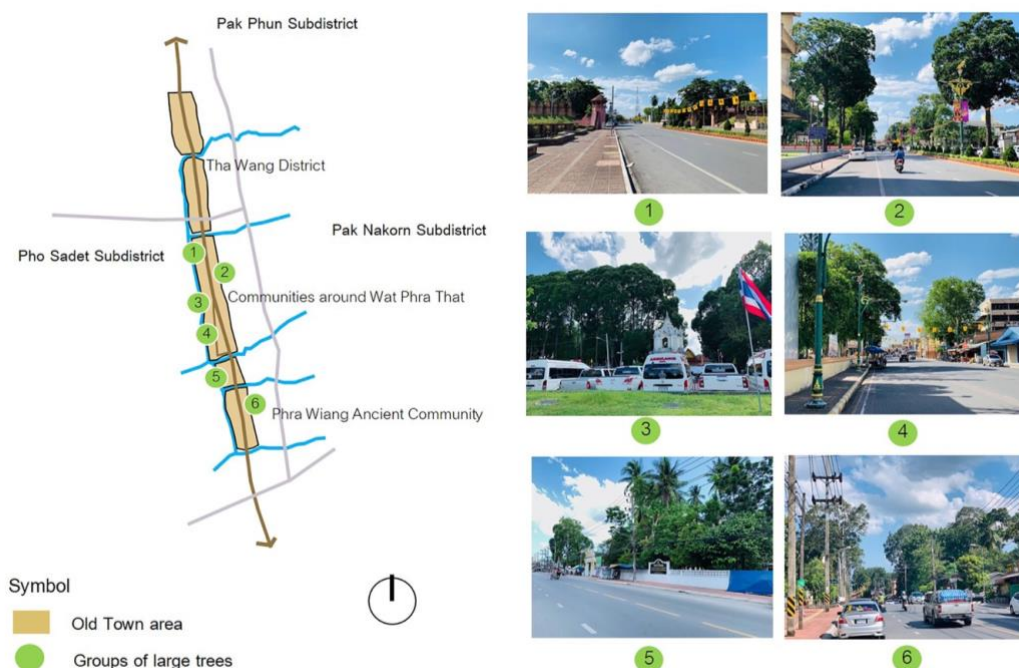 Pak Phun Subdistrict
Tha Wang District
Pak Nakorn Subdistrict
Pho Sadet Subdistrict
1
2
3
Communities around Wat Phra That
4
5
6
Phra Wiang Ancient Community
Symbol
Old Town area
Groups of large trees
1
2
3
4
5
6